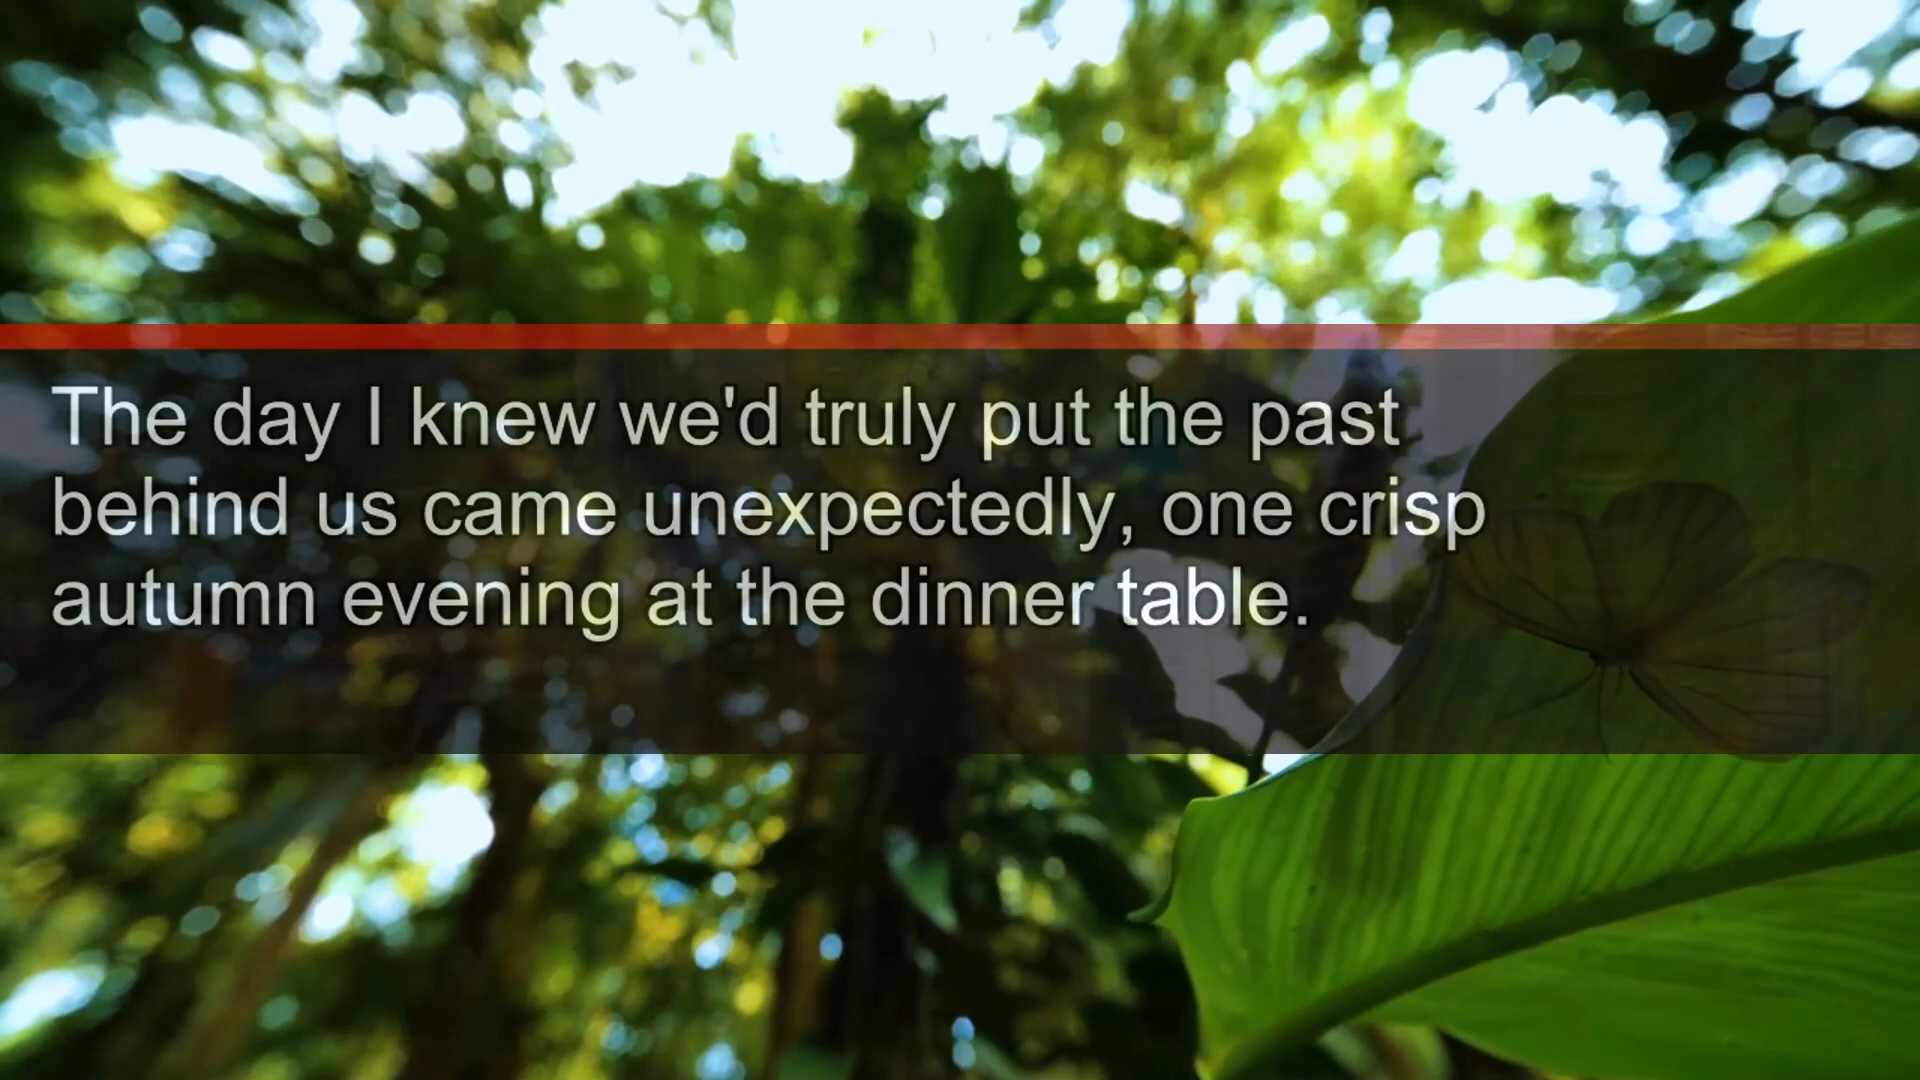 The day I knew we'd truly put the past
behind us came unexpectedly, one crisp
autumn evening at the dinner table.